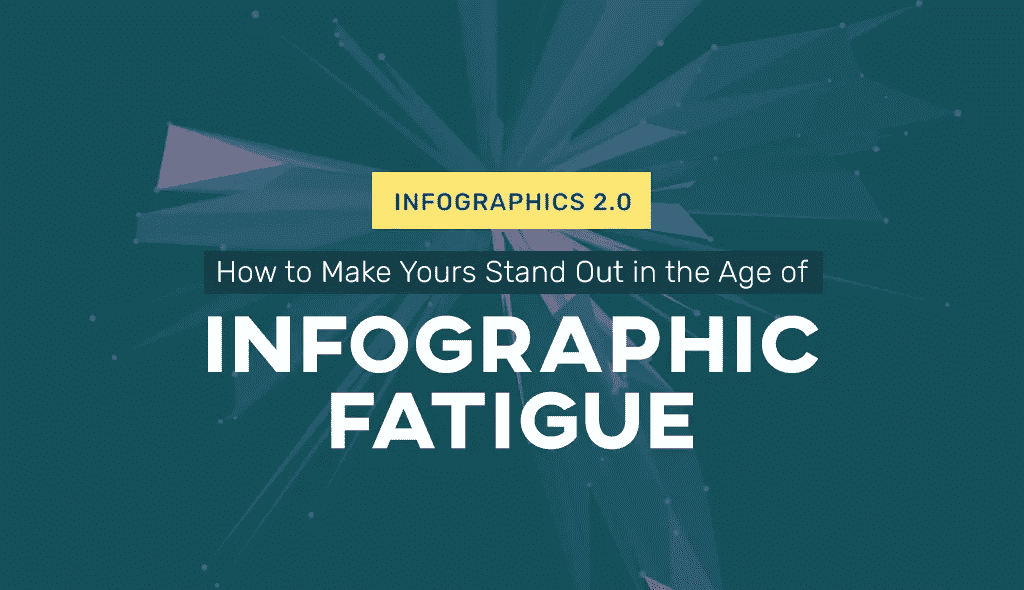 INFOGRAPHICS 2.0
How to Make Yours Stand Out in the Age of
INFOGRAPHIC
FATIGUE